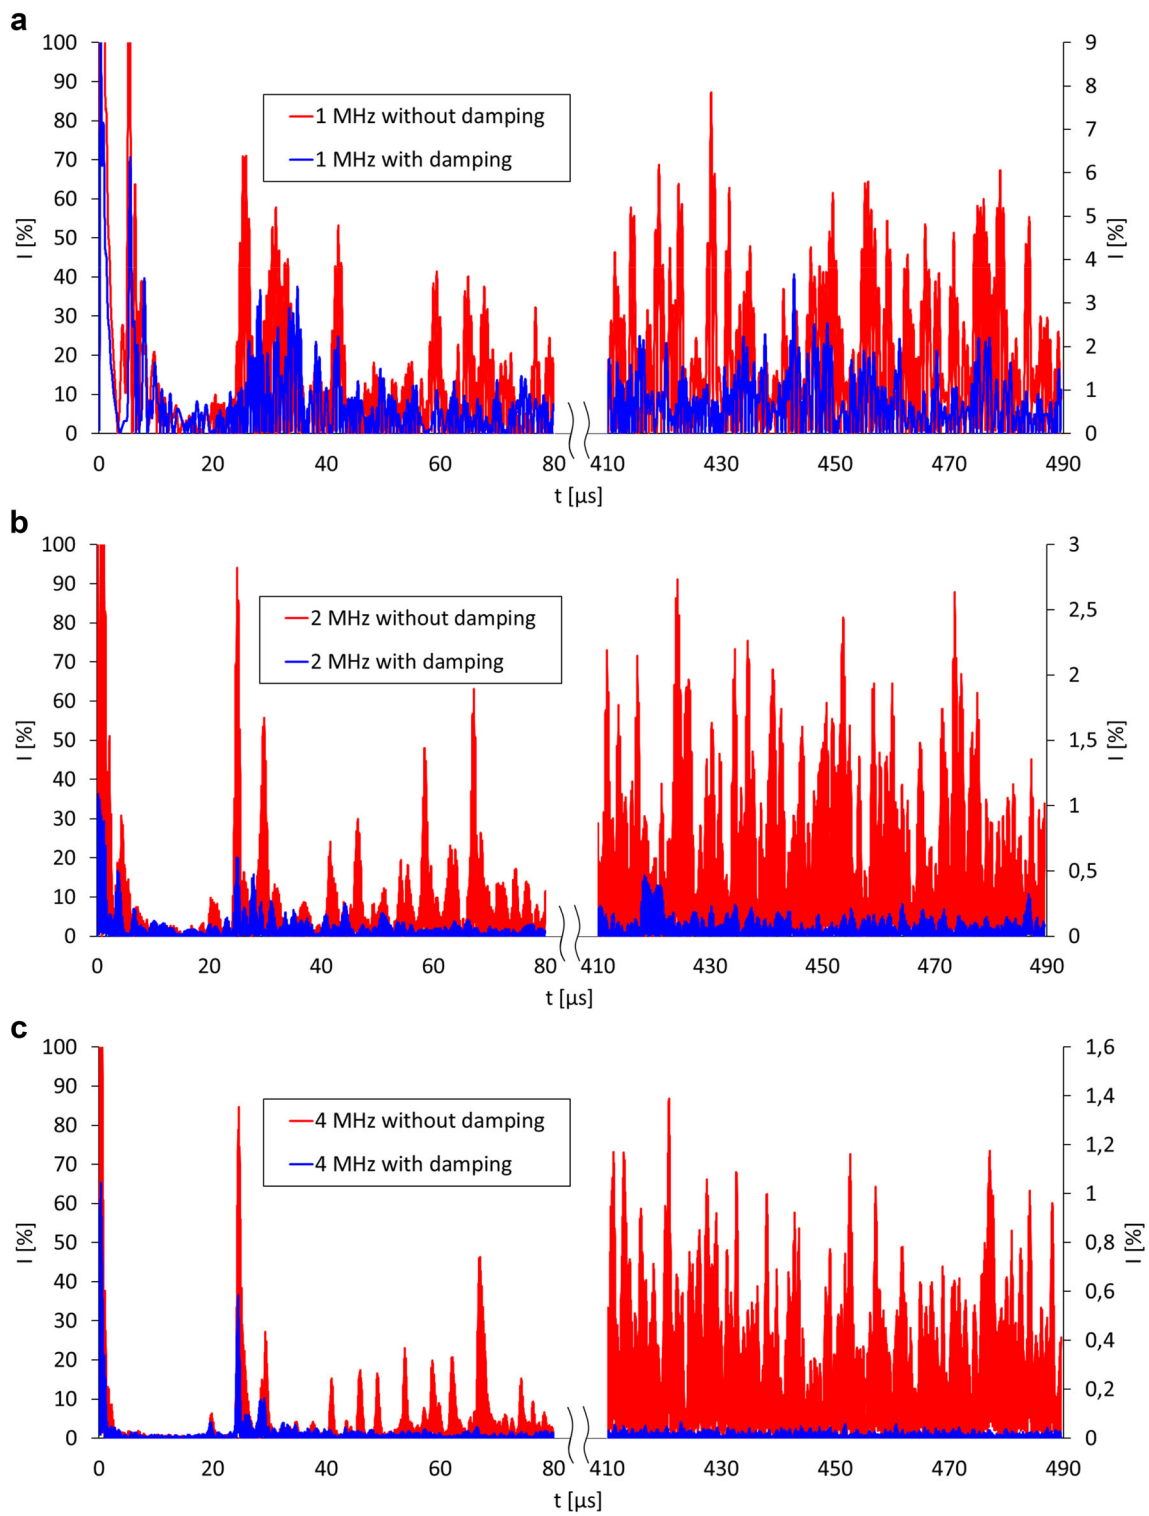 a
100
90
80
70
60
50
40
30
20
10
0
I [%]
1 MHz without damping
1 MHz with damping
9
8
7
6
5
4
3
2
1
0
I [%]
0 20 40 60 80 410 430 450 470 490
t [µs]
b
100
90
80
70
60
50
40
30
20
10
0
I [%]
2 MHz without damping
2 MHz with damping
3
2,5
2
1,5
1
0,5
0
I [%]
0 20 40 60 80 410 430 450 470 490
t [µs]
c
100
90
80
70
60
50
40
30
20
10
0
I [%]
4 MHz without damping
4 MHz with damping
1,6
1,4
1,2
1
0,8
0,6
0,4
0,2
0
I [%]
0 20 40 60 80 410 430 450 470 490
t [µs]